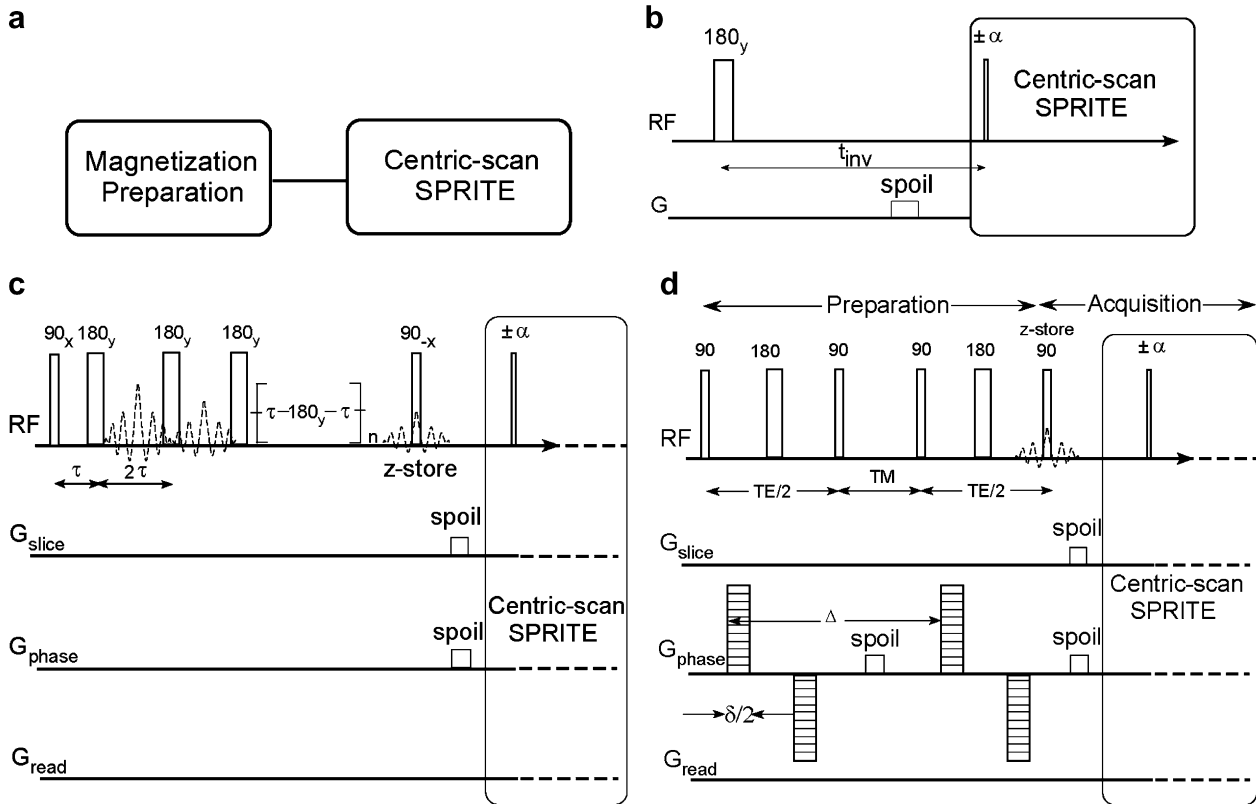 a
Magnetization
Preparation
Centric-scan
SPRITE
b
180y
± α
Centric-scan
SPRITE
RF
tinv
spoil
G
c
90x 180y 180y 180y 90-x ± α
RF
τ–180y–τ
n
z-store
τ 2τ
spoil
Gslice
Centric-scan
SPRITE
spoil
Gphase
Gread
d
Preparation Acquisition
z-store
90 180 90 90 180 90 ± α
RF
TM
TE/2 TE/2
spoil
Gslice
Centric-scan
SPRITE
Δ
spoil spoil
Gphase
δ/2
Gread